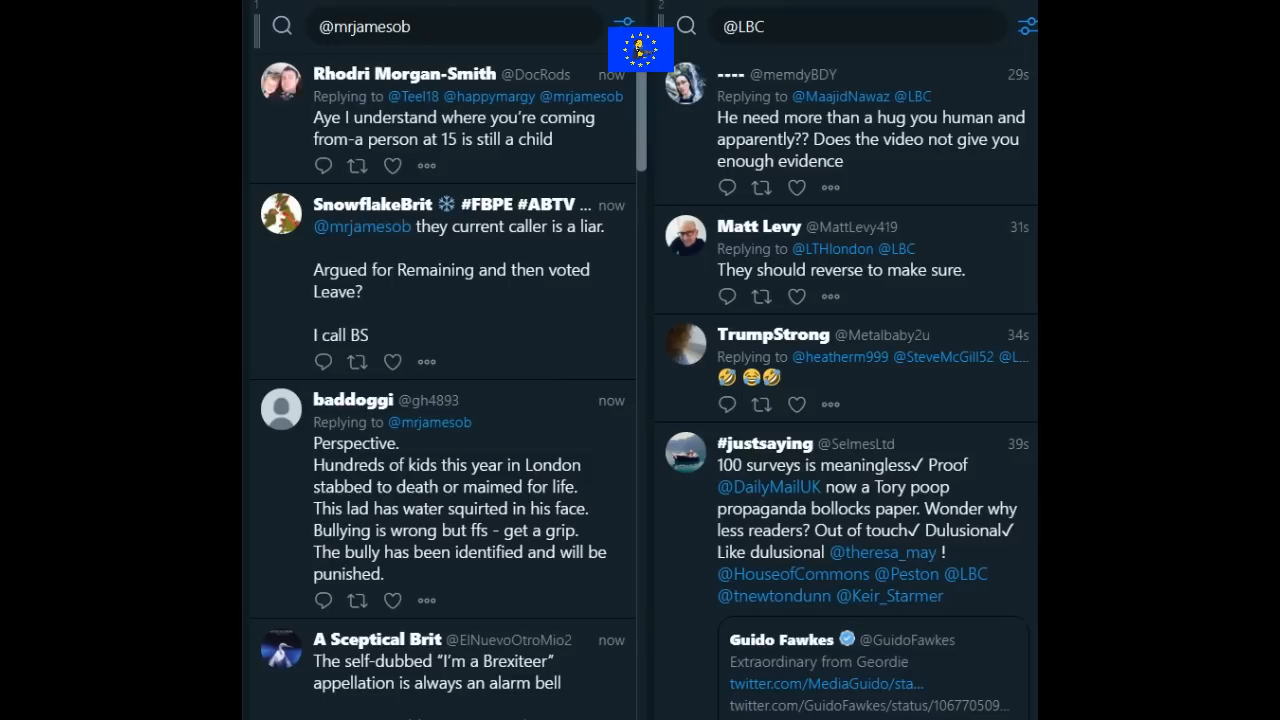 1
@mrjamesob
Rhodri Morgan-Smith @DocRods now
Replying to @Teel18 @happymargy @mrjamesob
Aye I understand where you're coming
from-a person at 15 is still a child
SnowflakeBrit ❄ #FBPE #ABTV ... now
@mrjamesob they current caller is a liar.
Argued for Remaining and then voted
Leave?
I call BS
baddoggi @gh4893 now
Replying to @mrjamesob
Perspective.
Hundreds of kids this year in London
stabbed to death or maimed for life.
This lad has water squirted in his face.
Bullying is wrong but ffs - get a grip.
The bully has been identified and will be
punished.
A Sceptical Brit @ElNuevoOtroMio2 now
The self-dubbed “I'm a Brexiteer”
appellation is always an alarm bell
2
@LBC
---- @memdyBDY 29s
Replying to @MaajidNawaz @LBC
He need more than a hug you human and
apparently?? Does the video not give you
enough evidence
Matt Levy @MattLevy419 31s
Replying to @LTHlondon @LBC
They should reverse to make sure.
TrumpStrong @Metalbaby2u 34s
Replying to @heatherm999 @SteveMcGill52 @L...
🤣 😂🤣
#justsaying @SelmesLtd 39s
100 surveys is meaningless✓ Proof
@DailyMailUK now a Tory poop
propaganda bollocks paper. Wonder why
less readers? Out of touch✓ Dulusional✓
Like dulusional @theresa_may !
@HouseofCommons @Peston @LBC
@tnewtondunn @Keir_Starmer
Guido Fawkes @GuidoFawkes
Extraordinary from Geordie
twitter.com/MediaGuido/sta...
twitter.com/GuidoFawkes/status/106770509...